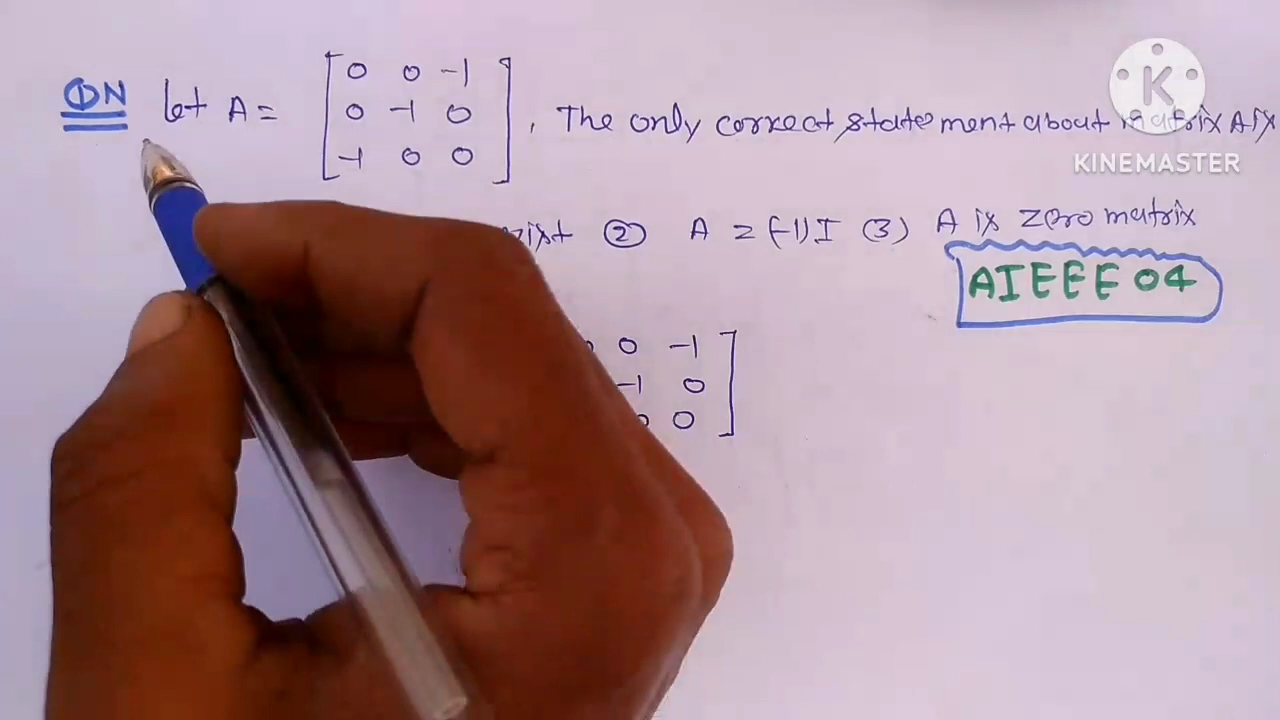 QN Let A = [ 0 0 -1 ] , The only correct statement about matrix A is
[ 0 -1 0 ]
[ -1 0 0 ]
② A = (-1)I (3) A is zero matrix
AIEEE 04
0 -1 ]
-1 0 ]
0 ]
K
KINEMASTER